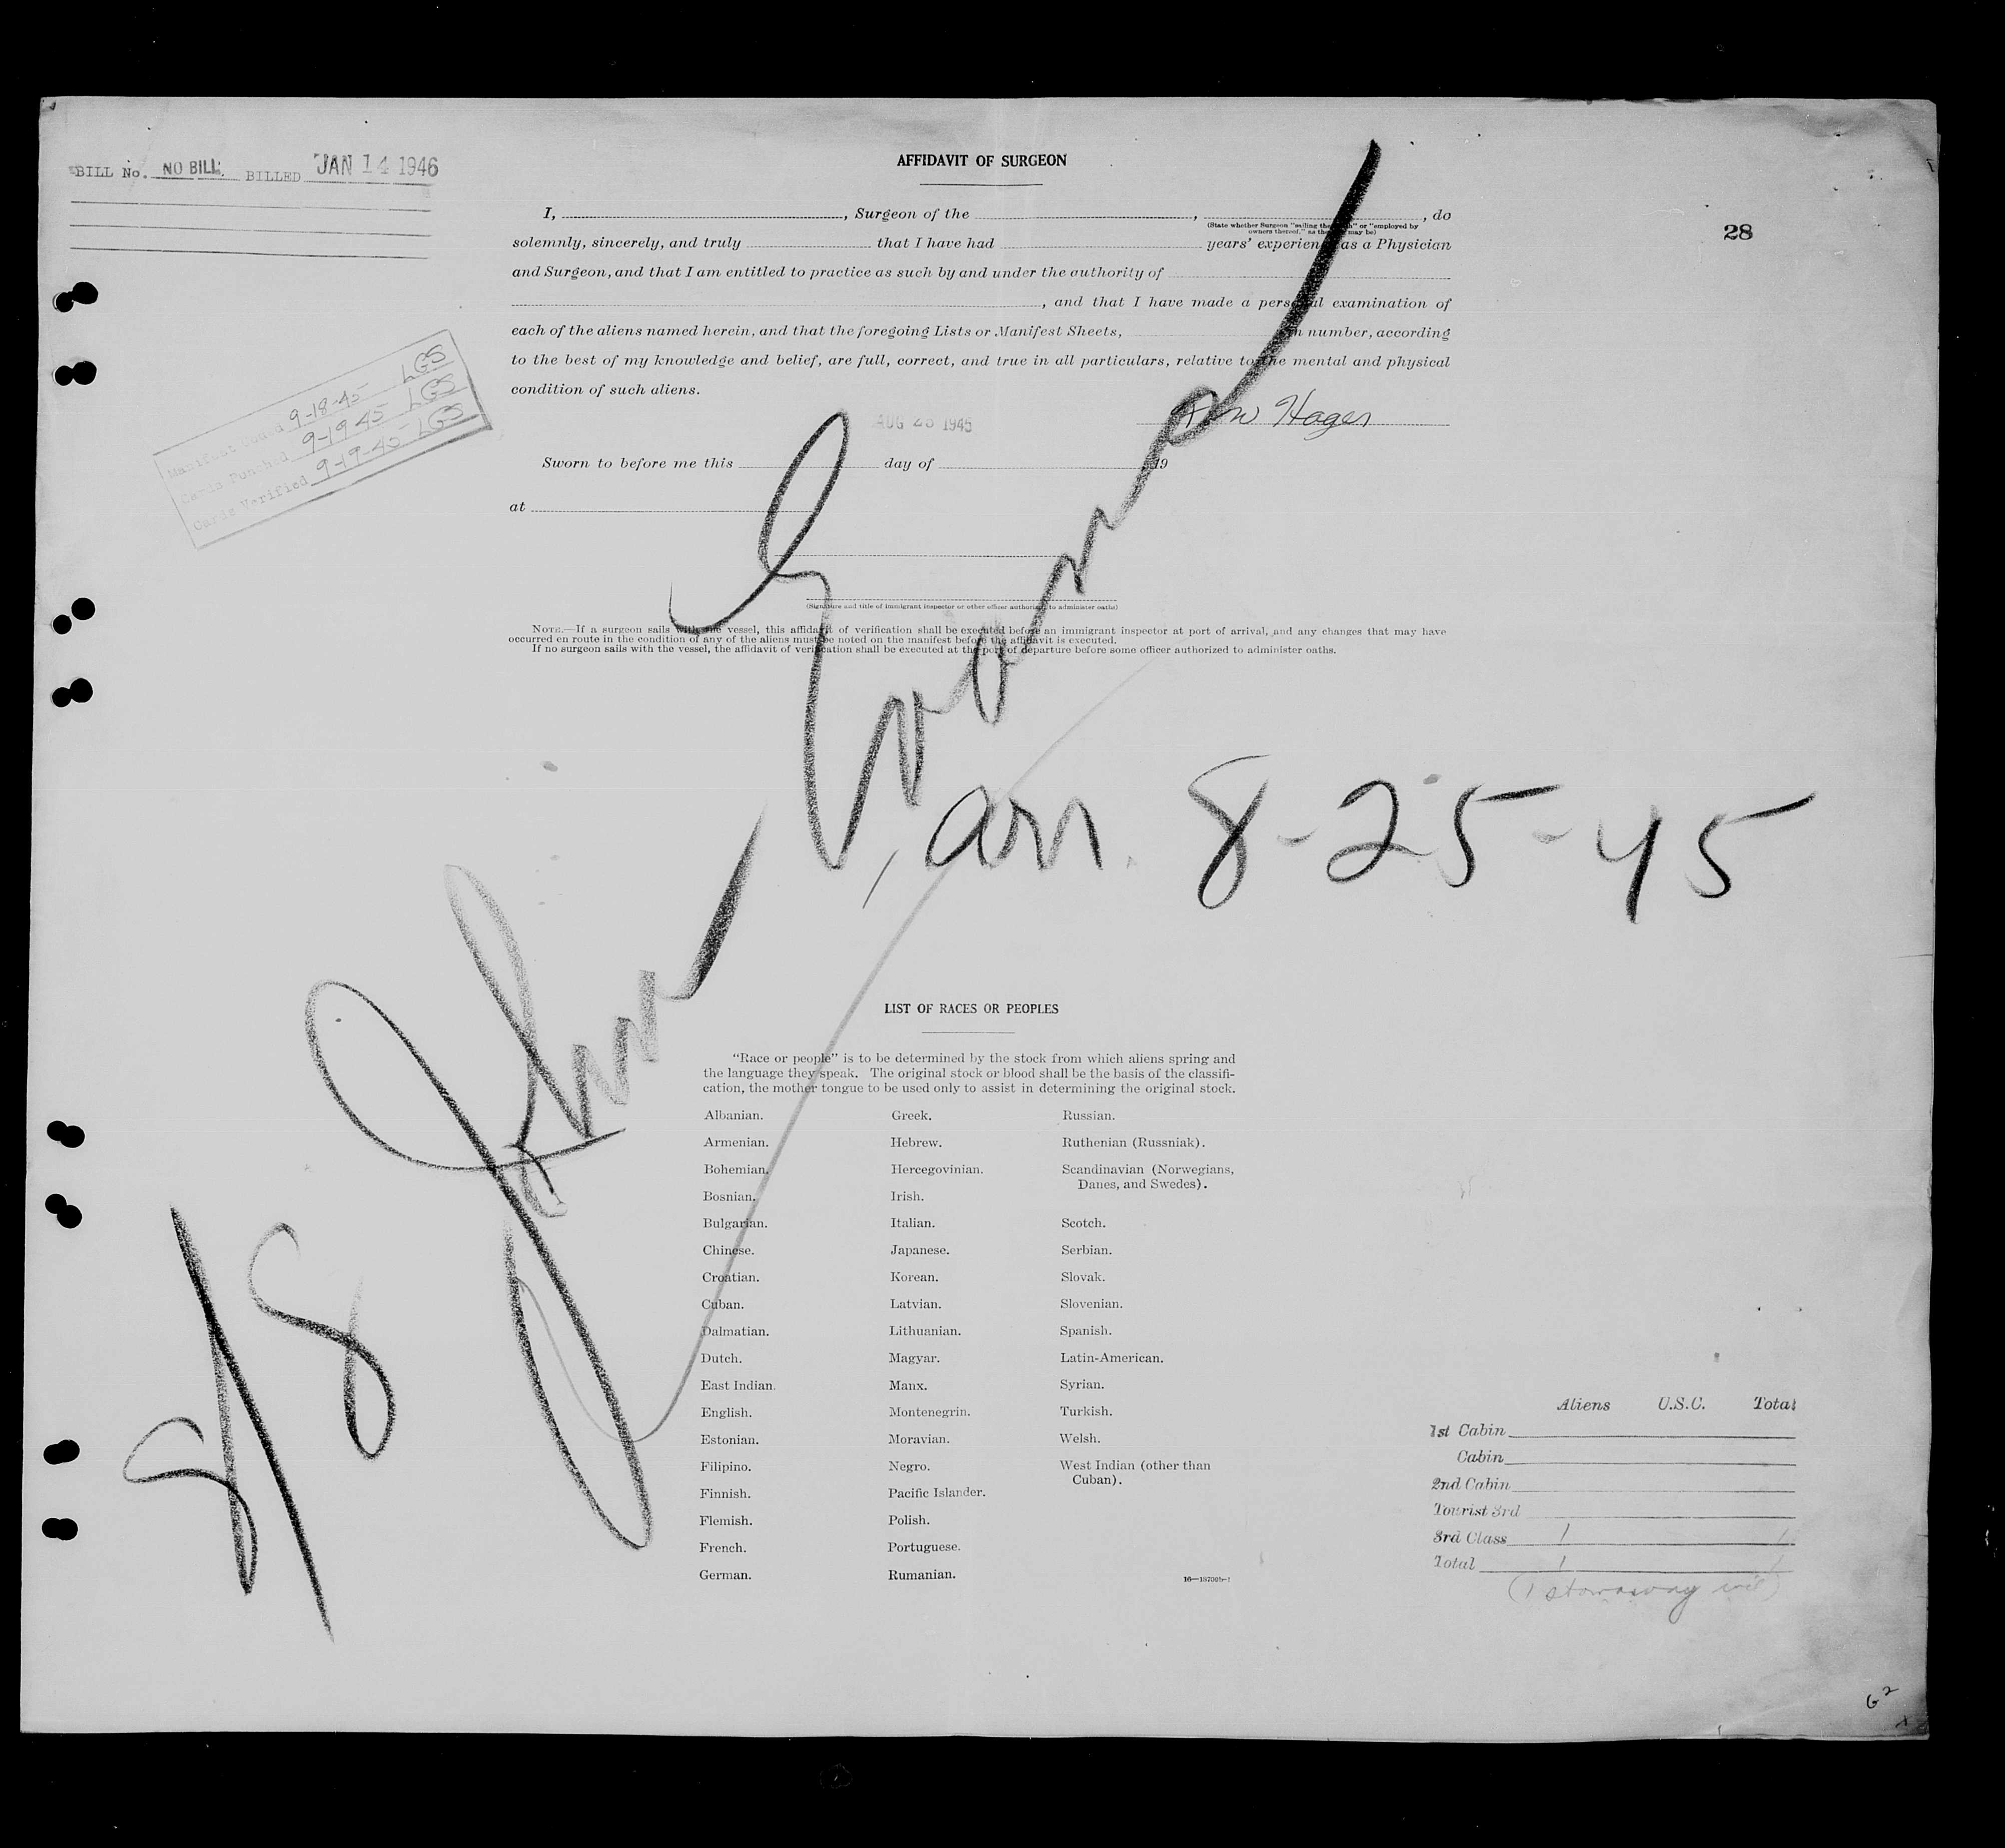 BILL No. NO BILL. BILLED JAN 14 1946
AFFIDAVIT OF SURGEON
28
I, , Surgeon of the , , do
(State whether Surgeon "sailing therewith" or "employed by
owners thereof," as the case may be)
solemnly, sincerely, and truly that I have had years' experience as a Physician
and Surgeon, and that I am entitled to practice as such by and under the authority of
, and that I have made a personal examination of
each of the aliens named herein, and that the foregoing Lists or Manifest Sheets, in number, according
to the best of my knowledge and belief, are full, correct, and true in all particulars, relative to the mental and physical
condition of such aliens.
Manifest Coded 9-18-45 LGS
Cards Punched 9-19-45 LGS
Cards Verified 9-19-45 LGS
AUG 25 1945
Hager
Sworn to before me this day of 19
at
(Signature and title of immigrant inspector or other officer authorized to administer oaths)
NOTE.—If a surgeon sails with the vessel, this affidavit of verification shall be executed before an immigrant inspector at port of arrival, and any changes that may have
occurred en route in the condition of any of the aliens must be noted on the manifest before the affidavit is executed.
If no surgeon sails with the vessel, the affidavit of verification shall be executed at the port of departure before some officer authorized to administer oaths.
S/S John
, arr. 8-25-45
LIST OF RACES OR PEOPLES
"Race or people" is to be determined by the stock from which aliens spring and
the language they speak. The original stock or blood shall be the basis of the classifi-
cation, the mother tongue to be used only to assist in determining the original stock.
Albanian.
Armenian.
Bohemian.
Bosnian.
Bulgarian.
Chinese.
Croatian.
Cuban.
Dalmatian.
Dutch.
East Indian.
English.
Estonian.
Filipino.
Finnish.
Flemish.
French.
German.
Greek.
Hebrew.
Hercegovinian.
Irish.
Italian.
Japanese.
Korean.
Latvian.
Lithuanian.
Magyar.
Manx.
Montenegrin.
Moravian.
Negro.
Pacific Islander.
Polish.
Portuguese.
Rumanian.
Russian.
Ruthenian (Russniak).
Scandinavian (Norwegians,
Danes, and Swedes).
Scotch.
Serbian.
Slovak.
Slovenian.
Spanish.
Latin-American.
Syrian.
Turkish.
Welsh.
West Indian (other than
Cuban).
Aliens U.S.C. Total
1st Cabin
Cabin
2nd Cabin
Tourist 3rd
3rd Class 1 1
Total 1 1
(1 stowaway
G2